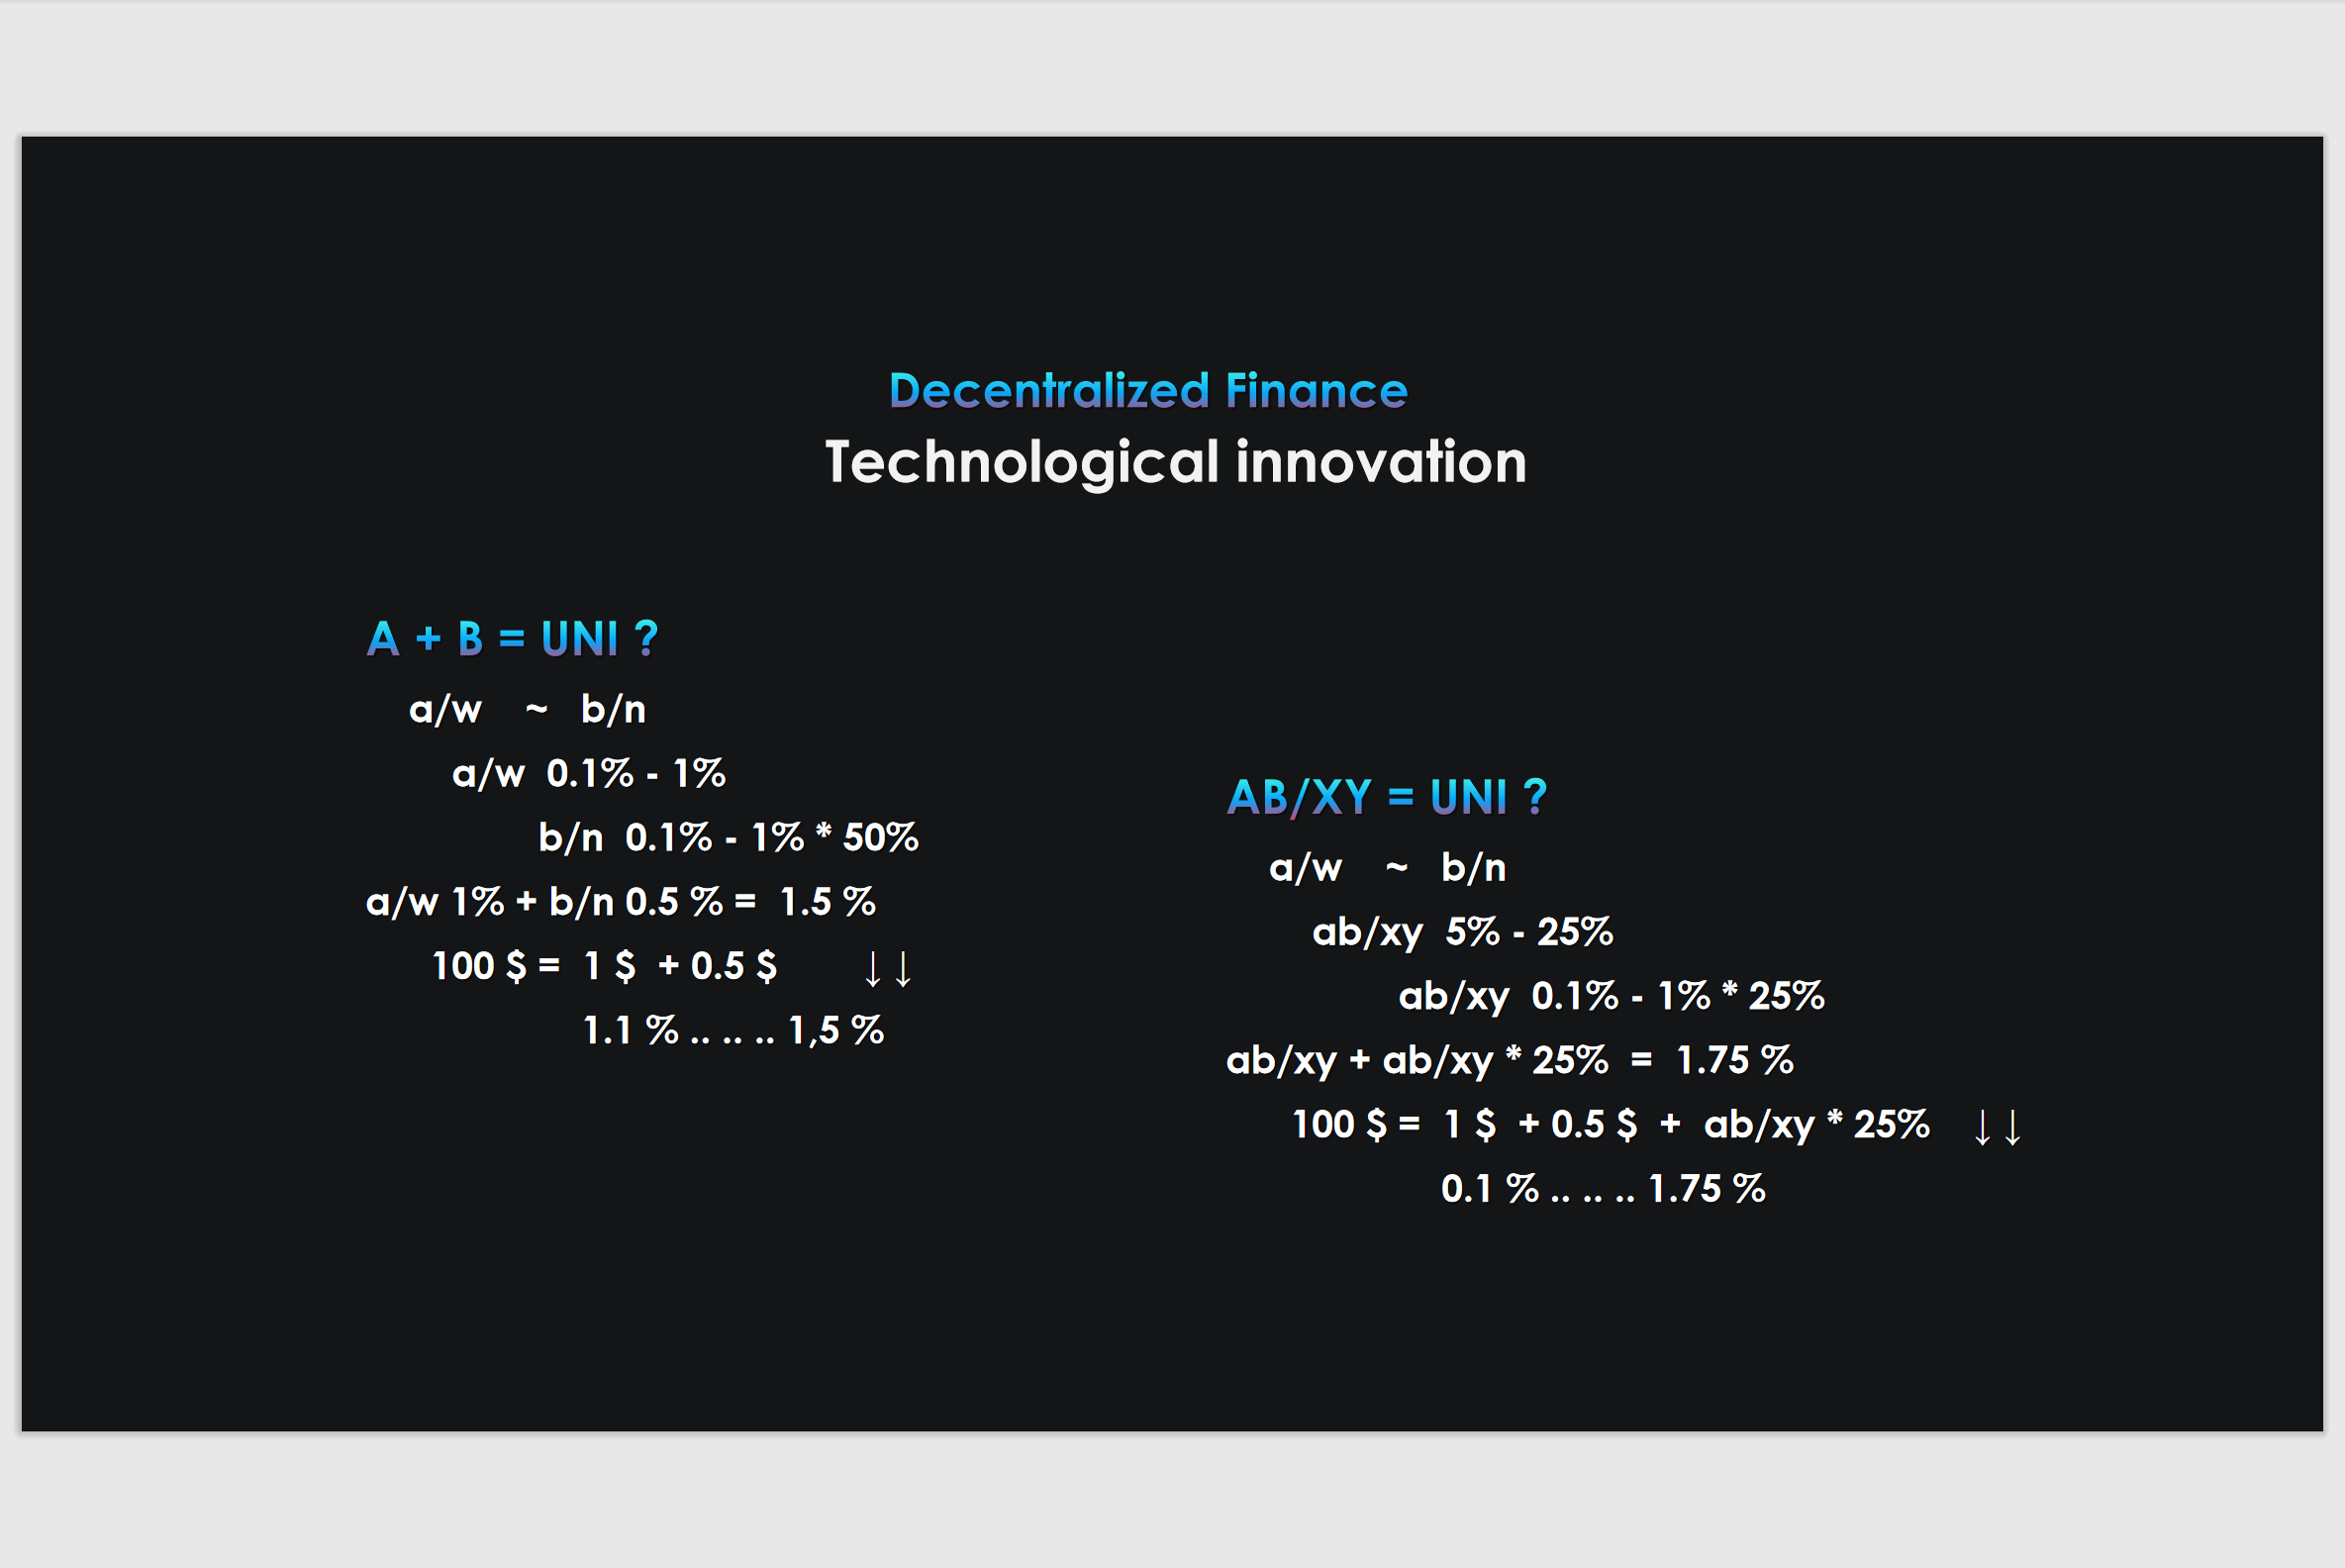 Decentralized Finance
Technological innovation
A + B = UNI ?
a/w ~ b/n
a/w 0.1% - 1%
b/n 0.1% - 1% * 50%
a/w 1% + b/n 0.5 % = 1.5 %
100 $ = 1 $ + 0.5 $ ↓↓
1.1 % .. .. .. 1,5 %
AB/XY = UNI ?
a/w ~ b/n
ab/xy 5% - 25%
ab/xy 0.1% - 1% * 25%
ab/xy + ab/xy * 25% = 1.75 %
100 $ = 1 $ + 0.5 $ + ab/xy * 25% ↓↓
0.1 % .. .. .. 1.75 %